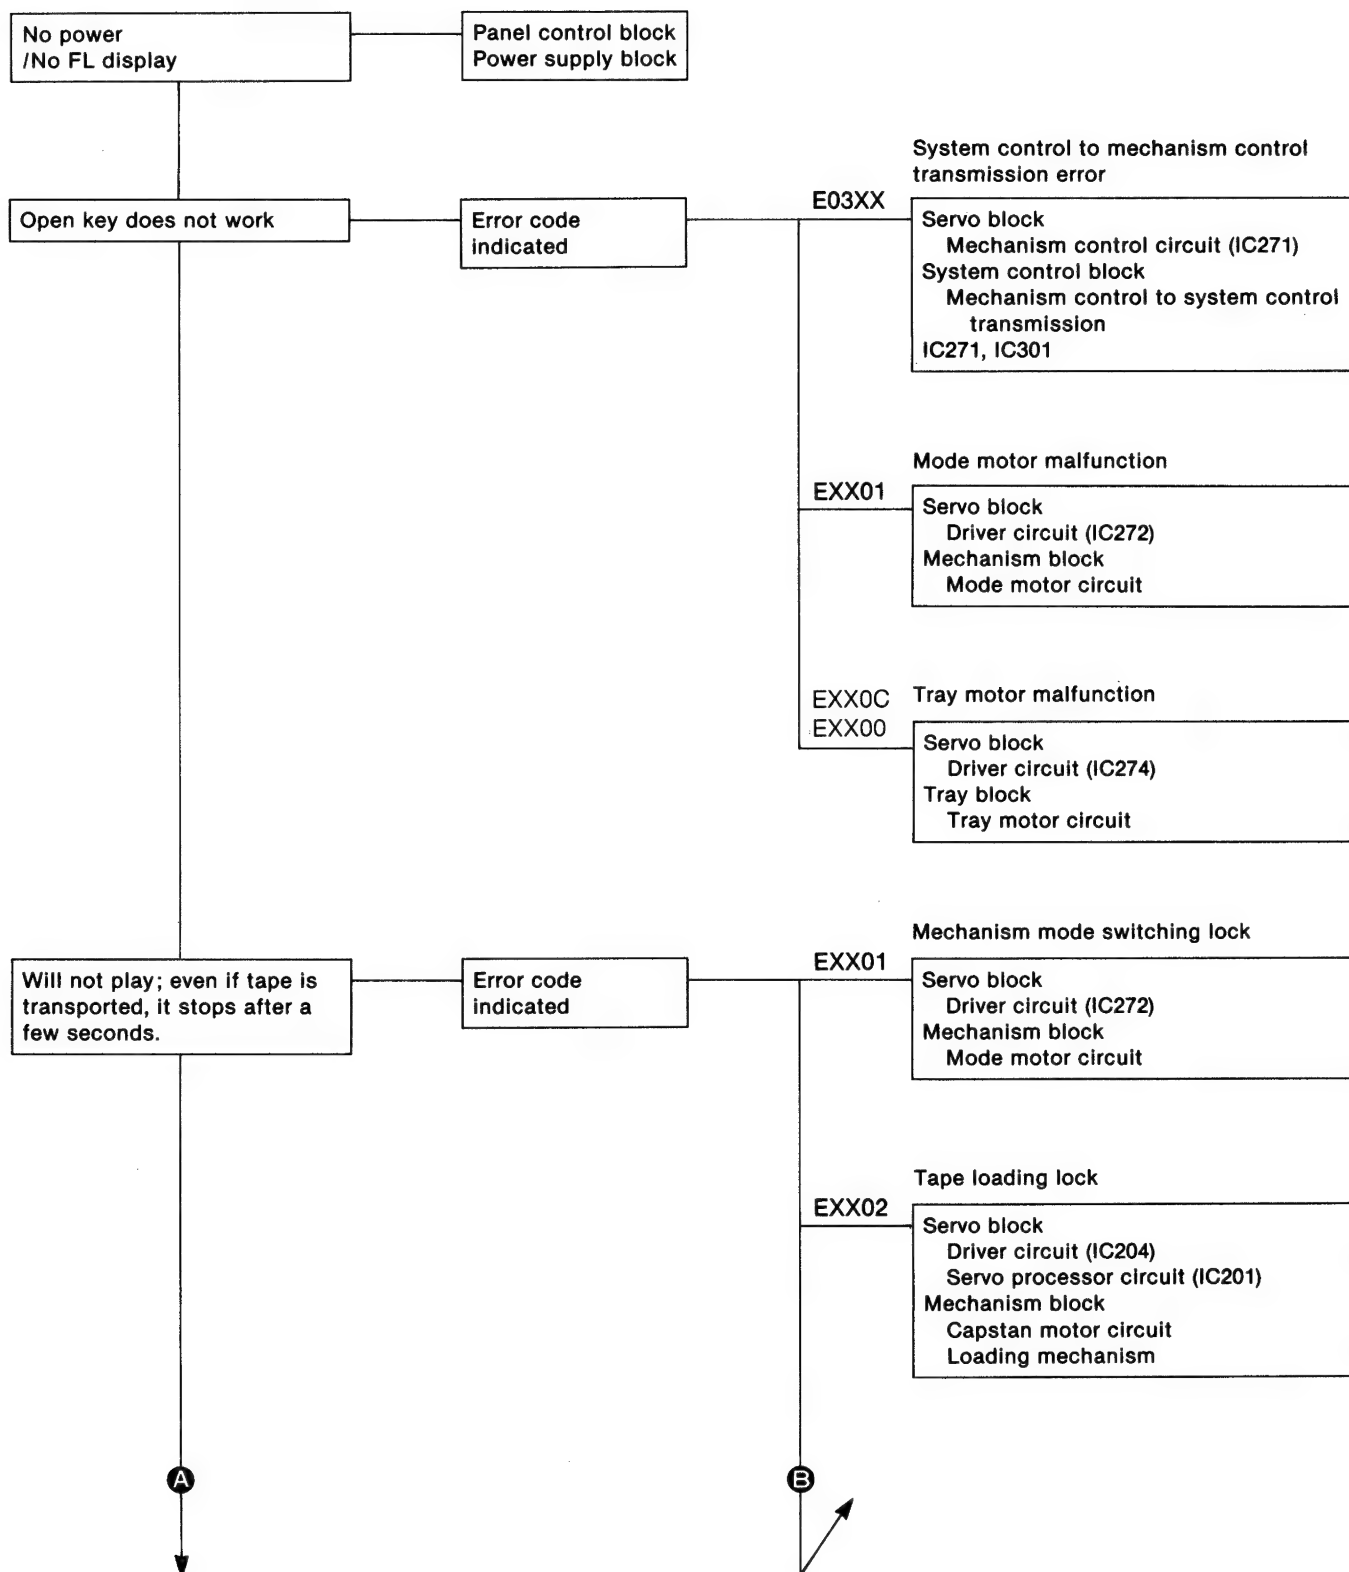 No power
/No FL display
Panel control block
Power supply block
System control to mechanism control
transmission error
Open key does not work
Error code
indicated
E03XX
Servo block
Mechanism control circuit (IC271)
System control block
Mechanism control to system control
transmission
IC271, IC301
Mode motor malfunction
EXX01
Servo block
Driver circuit (IC272)
Mechanism block
Mode motor circuit
EXX0C
EXX00
Tray motor malfunction
Servo block
Driver circuit (IC274)
Tray block
Tray motor circuit
Will not play; even if tape is
transported, it stops after a
few seconds.
Error code
indicated
Mechanism mode switching lock
EXX01
Servo block
Driver circuit (IC272)
Mechanism block
Mode motor circuit
Tape loading lock
EXX02
Servo block
Driver circuit (IC204)
Servo processor circuit (IC201)
Mechanism block
Capstan motor circuit
Loading mechanism
A
B